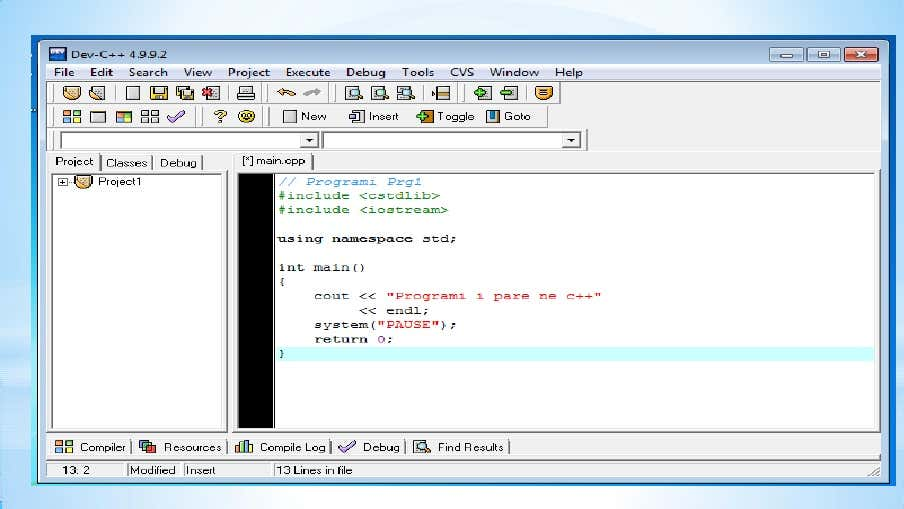 Dev-C++ 4.9.9.2
File Edit Search View Project Execute Debug Tools CVS Window Help
New Insert Toggle Goto
Project Classes Debug [*] main.cpp
Project1
// Programi Prg1
#include <cstdlib>
#include <iostream>
using namespace std;
int main()
{
cout << "Programi i pare ne c++"
<< endl;
system("PAUSE");
return 0;
}
Compiler Resources Compile Log Debug Find Results
13: 2 Modified Insert 13 Lines in file